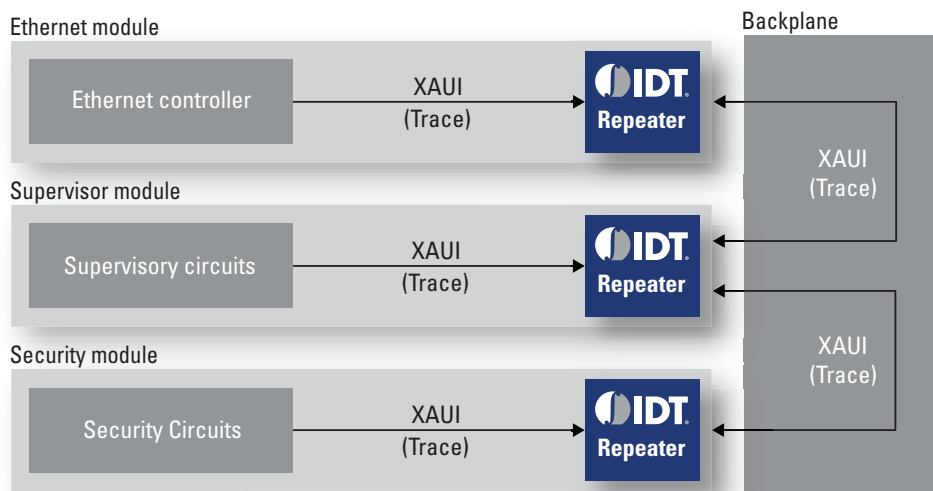 Ethernet module
Backplane
Ethernet controller
XAUI
(Trace)
IDT.
Repeater
XAUI
(Trace)
Supervisor module
Supervisory circuits
XAUI
(Trace)
IDT.
Repeater
XAUI
(Trace)
Security module
Security Circuits
XAUI
(Trace)
IDT.
Repeater